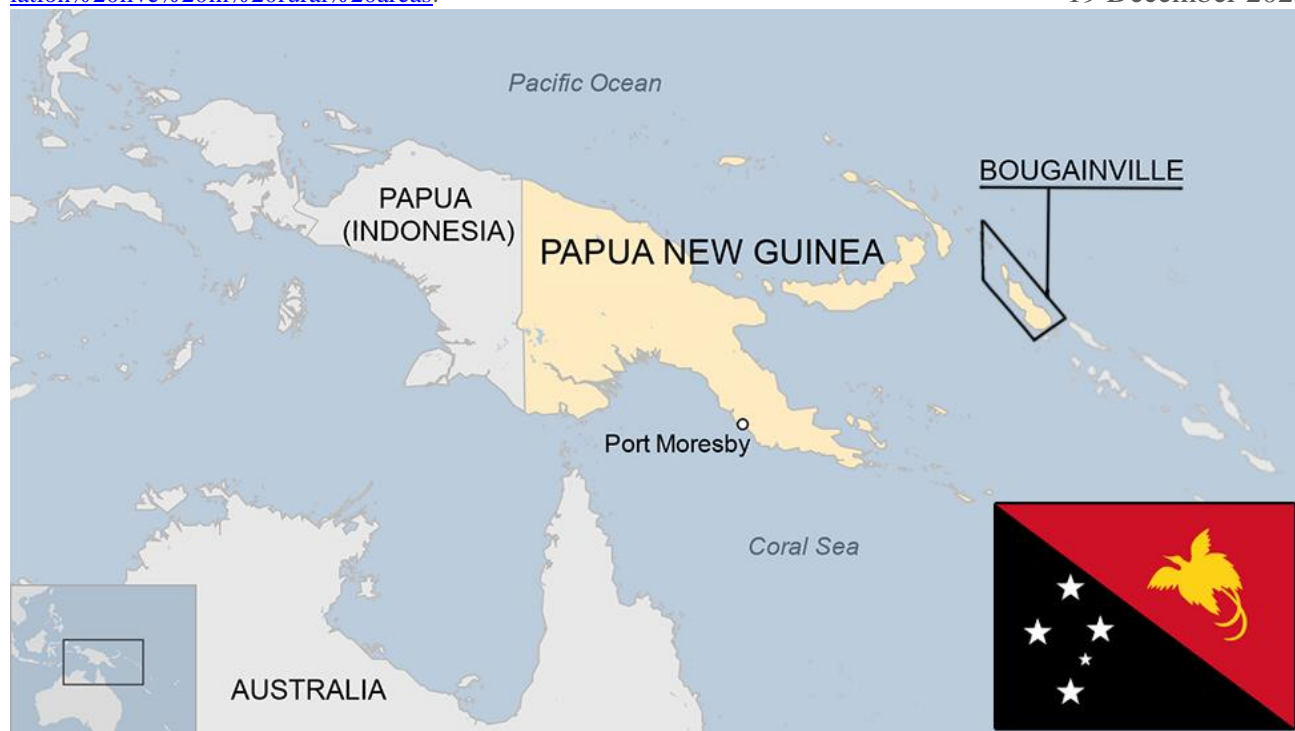 Pacific Ocean
BOUGAINVILLE
PAPUA
(INDONESIA)
PAPUA NEW GUINEA
Port Moresby
Coral Sea
AUSTRALIA